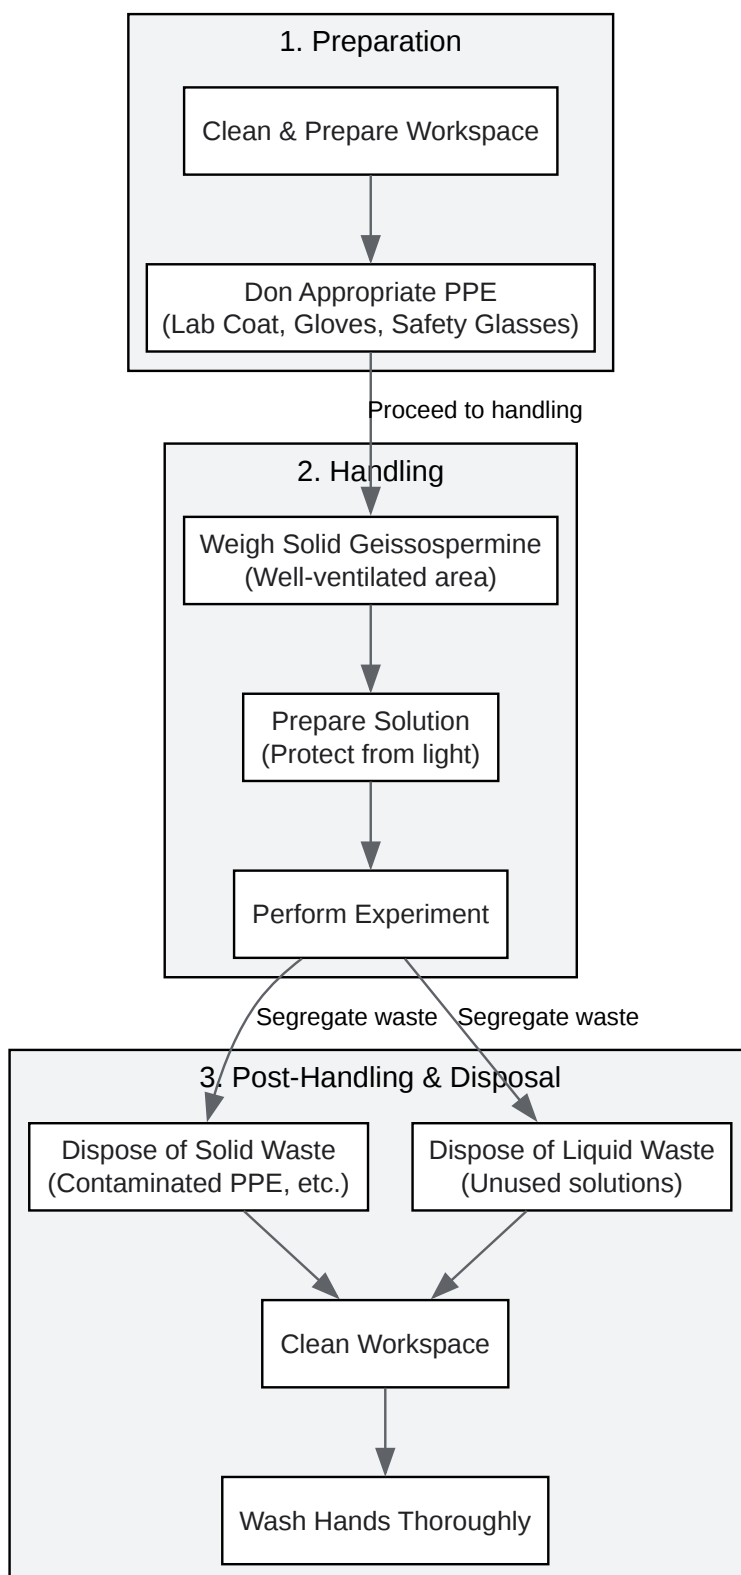 1. Preparation
Clean & Prepare Workspace
Don Appropriate PPE
(Lab Coat, Gloves, Safety Glasses)
Proceed to handling
2. Handling
Weigh Solid Geissospermine
(Well-ventilated area)
Prepare Solution
(Protect from light)
Perform Experiment
Segregate waste
Segregate waste
3. Post-Handling & Disposal
Dispose of Solid Waste
(Contaminated PPE, etc.)
Dispose of Liquid Waste
(Unused solutions)
Clean Workspace
Wash Hands Thoroughly